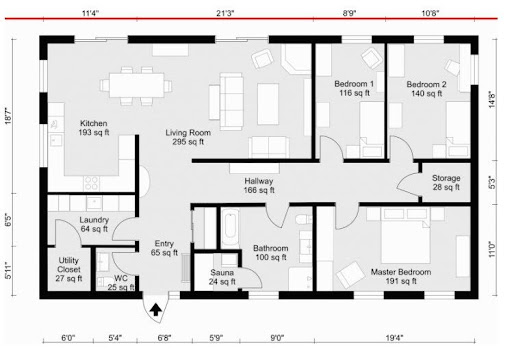 11'4" 21'3" 8'9" 10'8"
18'7"
6'5"
5'11"
14'8"
5'3"
11'0"
Kitchen
193 sq ft
Living Room
295 sq ft
Bedroom 1
116 sq ft
Bedroom 2
140 sq ft
Hallway
166 sq ft
Storage
28 sq ft
Laundry
64 sq ft
Entry
65 sq ft
Bathroom
100 sq ft
Utility
Closet
27 sq ft
WC
25 sq ft
Sauna
24 sq ft
Master Bedroom
191 sq ft
6'0" 5'4" 6'8" 5'9" 9'0" 19'4"